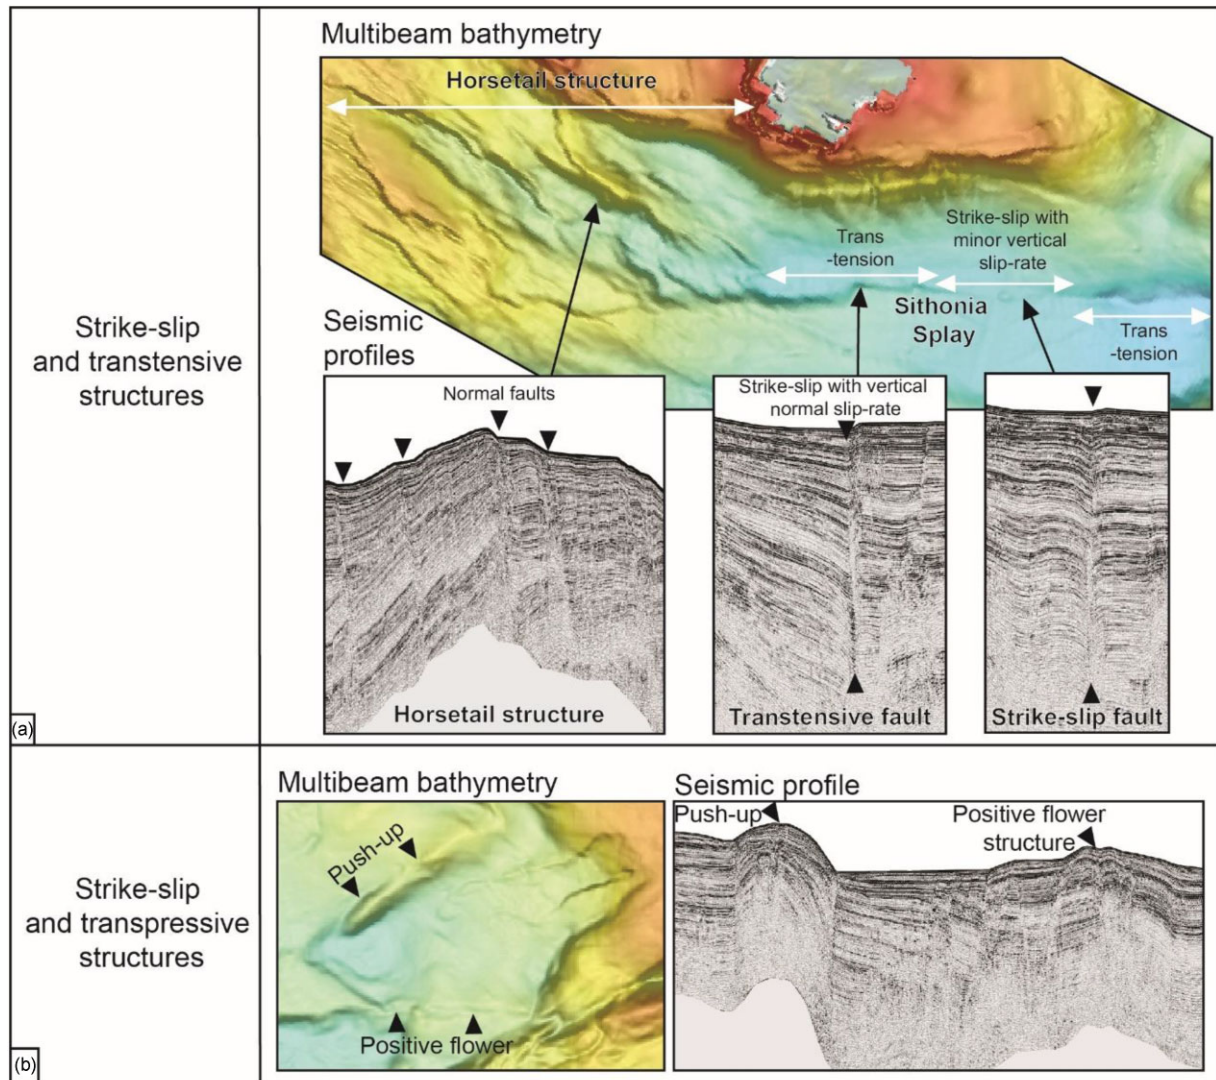 Strike-slip
and transtensive
structures
(a)
Multibeam bathymetry
Horsetail structure
Trans
-tension
Strike-slip with
minor vertical
slip-rate
Sithonia
Splay
Trans
-tension
Seismic
profiles
Normal faults
Horsetail structure
Strike-slip with vertical
normal slip-rate
Transtensive fault
Strike-slip fault
Strike-slip
and transpressive
structures
(b)
Multibeam bathymetry
Push-up
Positive flower
Seismic profile
Push-up
Positive flower
structure